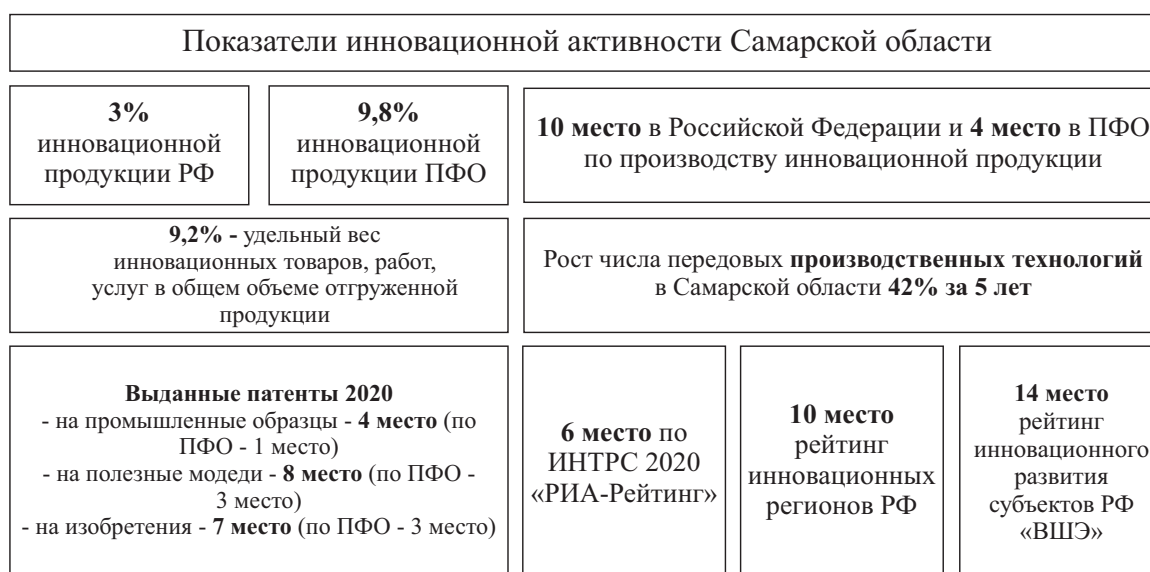 Показатели инновационной активности Самарской области
3%
инновационной
продукции РФ
9,8%
инновационной
продукции ПФО
10 место в Российской Федерации и 4 место в ПФО
по производству инновационной продукции
9,2% - удельный вес
инновационных товаров, работ,
услуг в общем объеме отгруженной
продукции
Рост числа передовых производственных технологий
в Самарской области 42% за 5 лет
Выданные патенты 2020
- на промышленные образцы - 4 место (по
ПФО - 1 место)
- на полезные модеди - 8 место (по ПФО -
3 место)
- на изобретения - 7 место (по ПФО - 3 место)
6 место по
ИНТРС 2020
«РИА-Рейтинг»
10 место
рейтинг
инновационных
регионов РФ
14 место
рейтинг
инновационного
развития
субъектов РФ
«ВШЭ»